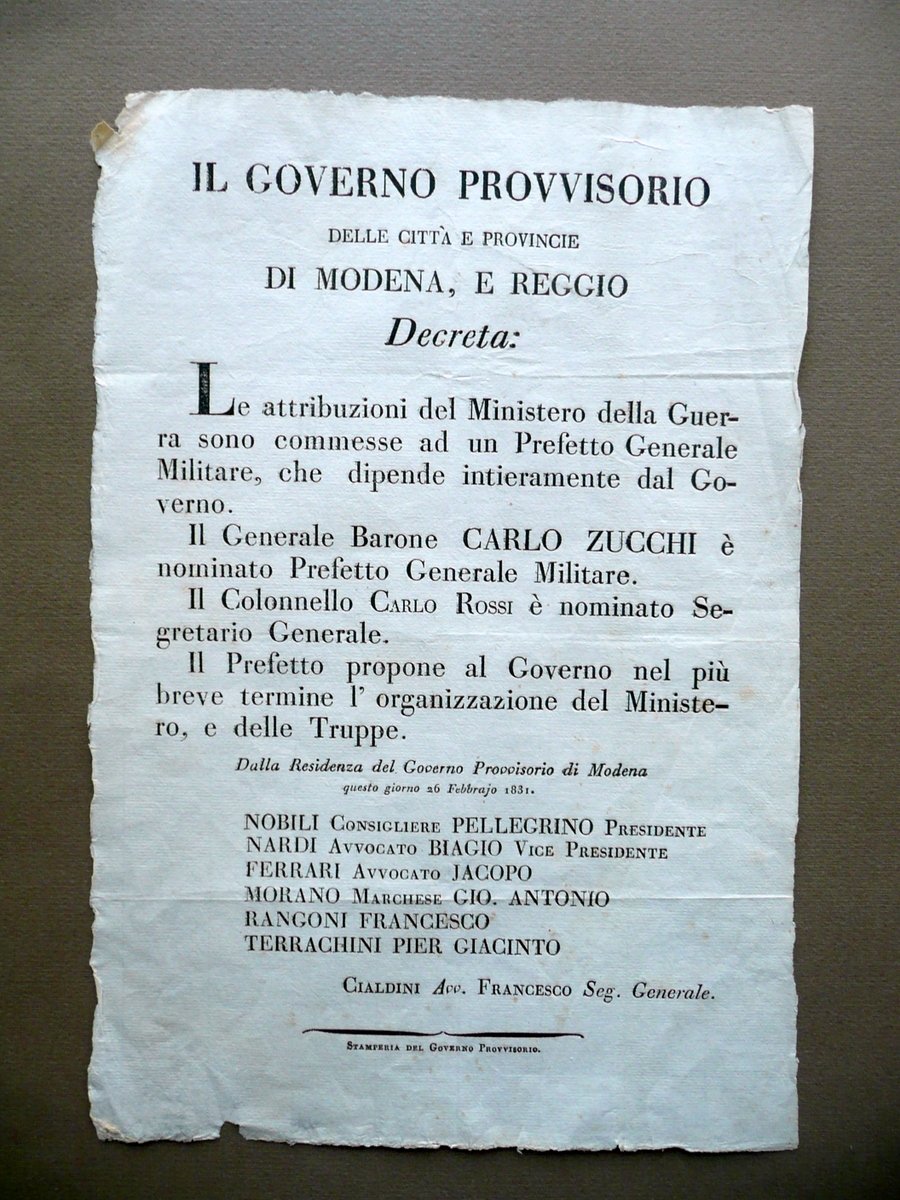 IL GOVERNO PROVVISORIO
DELLE CITTÀ E PROVINCIE
DI MODENA, E REGGIO
Decreta:
Le attribuzioni del Ministero della Guer-
ra sono commesse ad un Prefetto Generale
Militare, che dipende intieramente dal Go-
verno.
Il Generale Barone CARLO ZUCCHI è
nominato Prefetto Generale Militare.
Il Colonnello CARLO ROSSI è nominato Se-
gretario Generale.
Il Prefetto propone al Governo nel più
breve termine l' organizzazione del Ministe-
ro, e delle Truppe.
Dalla Residenza del Governo Provvisorio di Modena
questo giorno 26 Febbrajo 1831.
NOBILI CONSIGLIERE PELLEGRINO PRESIDENTE
NARDI AVVOCATO BIAGIO VICE PRESIDENTE
FERRARI AVVOCATO JACOPO
MORANO MARCHESE GIO. ANTONIO
RANGONI FRANCESCO
TERRACHINI PIER GIACINTO
CIALDINI Avv. FRANCESCO Seg. Generale.
STAMPERIA DEL GOVERNO PROVVISORIO.